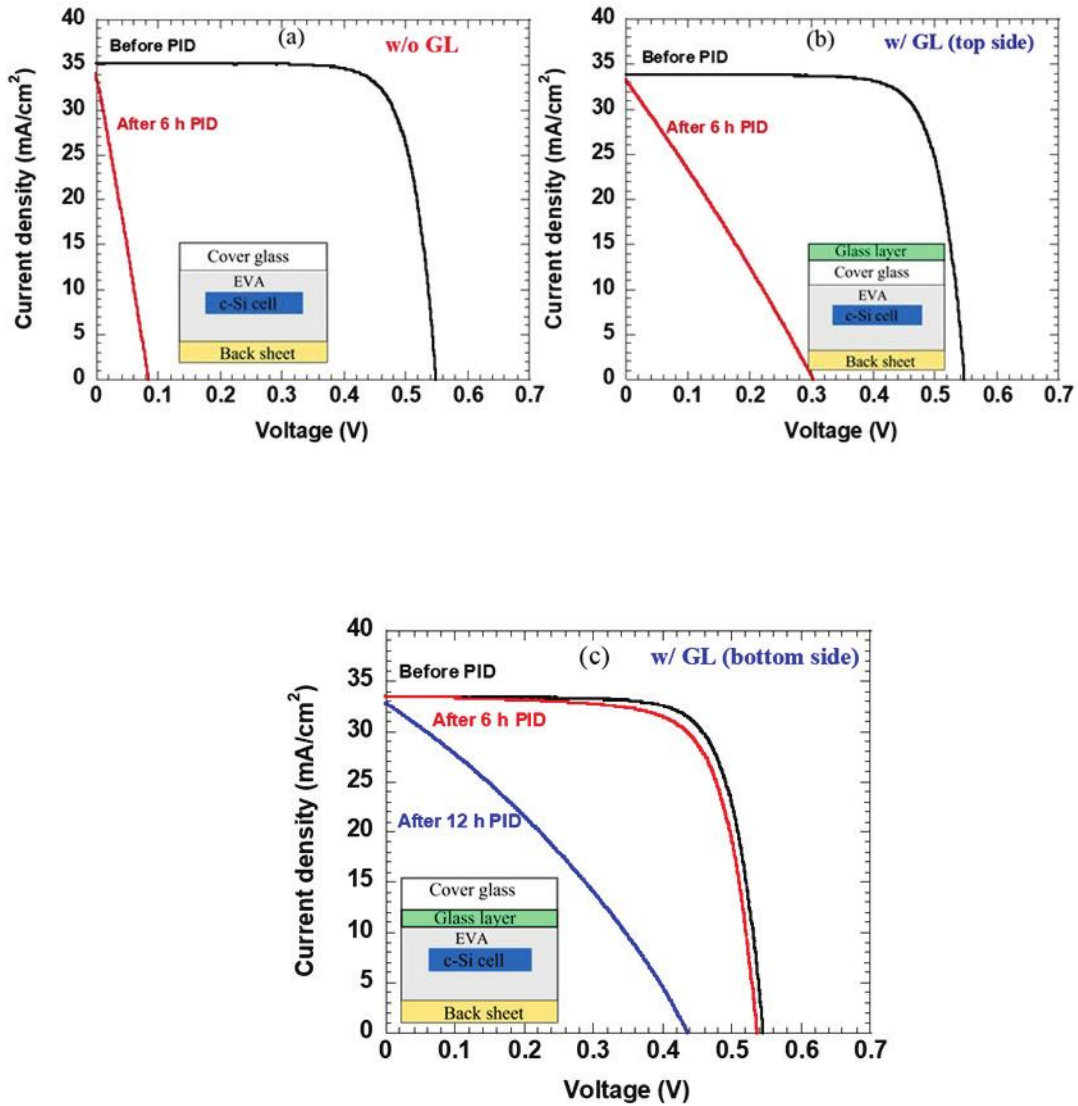 (a)
w/o GL
Before PID
After 6 h PID
Cover glass
EVA
c-Si cell
Back sheet
40
35
30
25
20
15
10
5
0
0
0.1
0.2
0.3
0.4
0.5
0.6
0.7
Current density (mA/cm²)
Voltage (V)
(b)
w/ GL (top side)
Before PID
After 6 h PID
Glass layer
Cover glass
EVA
c-Si cell
Back sheet
40
35
30
25
20
15
10
5
0
0
0.1
0.2
0.3
0.4
0.5
0.6
0.7
Current density (mA/cm²)
Voltage (V)
(c)
w/ GL (bottom side)
Before PID
After 6 h PID
After 12 h PID
Cover glass
Glass layer
EVA
c-Si cell
Back sheet
40
35
30
25
20
15
10
5
0
0
0.1
0.2
0.3
0.4
0.5
0.6
0.7
Current density (mA/cm²)
Voltage (V)